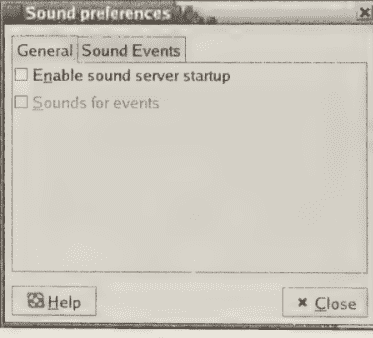 Sound preferences
General Sound Events
Enable sound server startup
Sounds for events
Help
Close